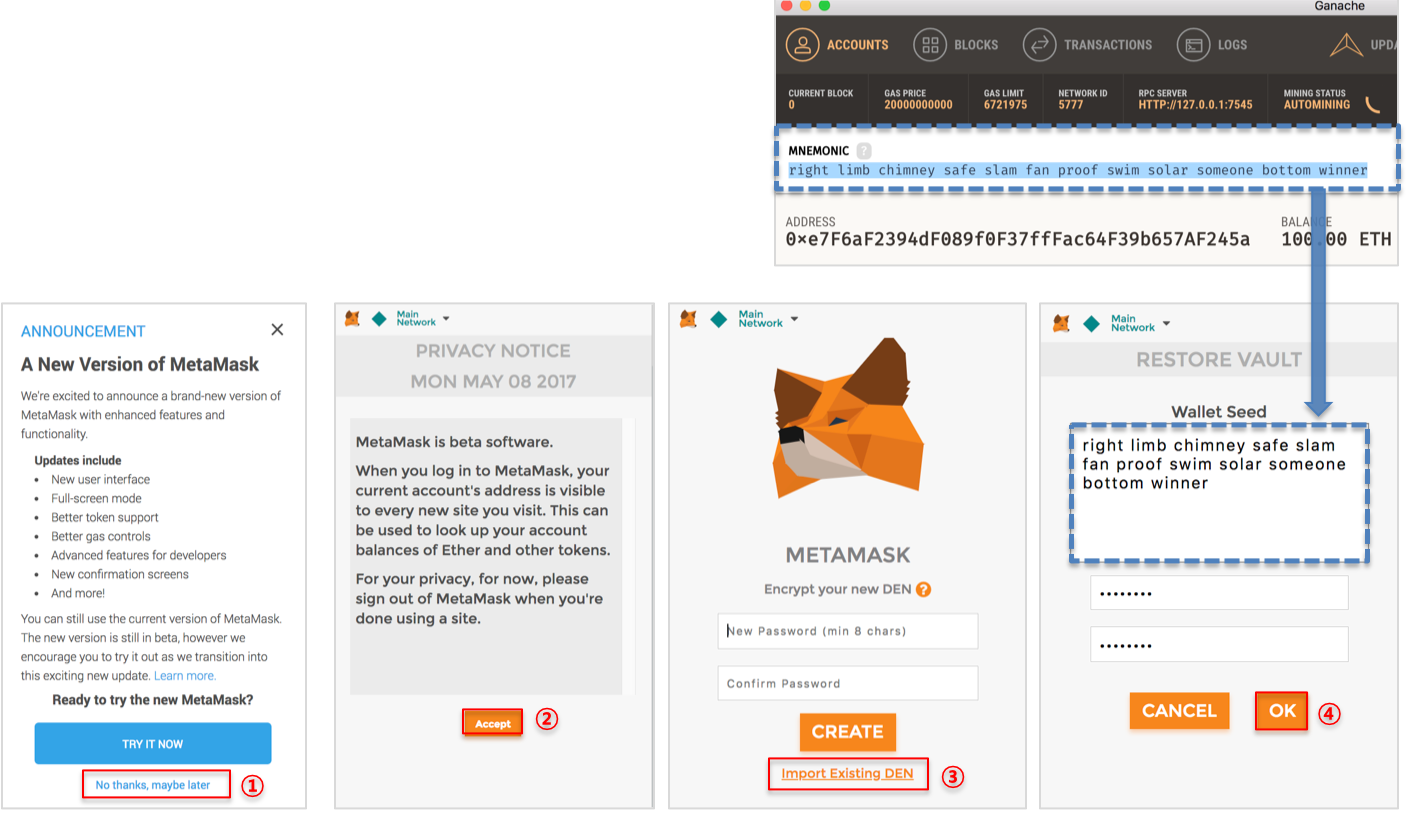 Ganache
ACCOUNTS
BLOCKS
TRANSACTIONS
LOGS
UPDA
CURRENT BLOCK
0
GAS PRICE
20000000000
GAS LIMIT
6721975
NETWORK ID
5777
RPC SERVER
HTTP://127.0.0.1:7545
MINING STATUS
AUTOMINING
MNEMONIC ?
right limb chimney safe slam fan proof swim solar someone bottom winner
ADDRESS
0×e7F6aF2394dF089f0F37ffFac64F39b657AF245a
BALANCE
100.00 ETH
ANNOUNCEMENT
A New Version of MetaMask
We're excited to announce a brand-new version of
MetaMask with enhanced features and
functionality.
Updates include
• New user interface
• Full-screen mode
• Better token support
• Better gas controls
• Advanced features for developers
• New confirmation screens
• And more!
You can still use the current version of MetaMask.
The new version is still in beta, however we
encourage you to try it out as we transition into
this exciting new update. Learn more.
Ready to try the new MetaMask?
TRY IT NOW
No thanks, maybe later
①
Main
Network
PRIVACY NOTICE
MON MAY 08 2017
MetaMask is beta software.
When you log in to MetaMask, your
current account's address is visible
to every new site you visit. This can
be used to look up your account
balances of Ether and other tokens.
For your privacy, for now, please
sign out of MetaMask when you're
done using a site.
Accept
②
Main
Network
METAMASK
Encrypt your new DEN ?
New Password (min 8 chars)
Confirm Password
CREATE
Import Existing DEN
③
Main
Network
RESTORE VAULT
Wallet Seed
right limb chimney safe slam
fan proof swim solar someone
bottom winner
••••••••
••••••••
CANCEL
OK
④